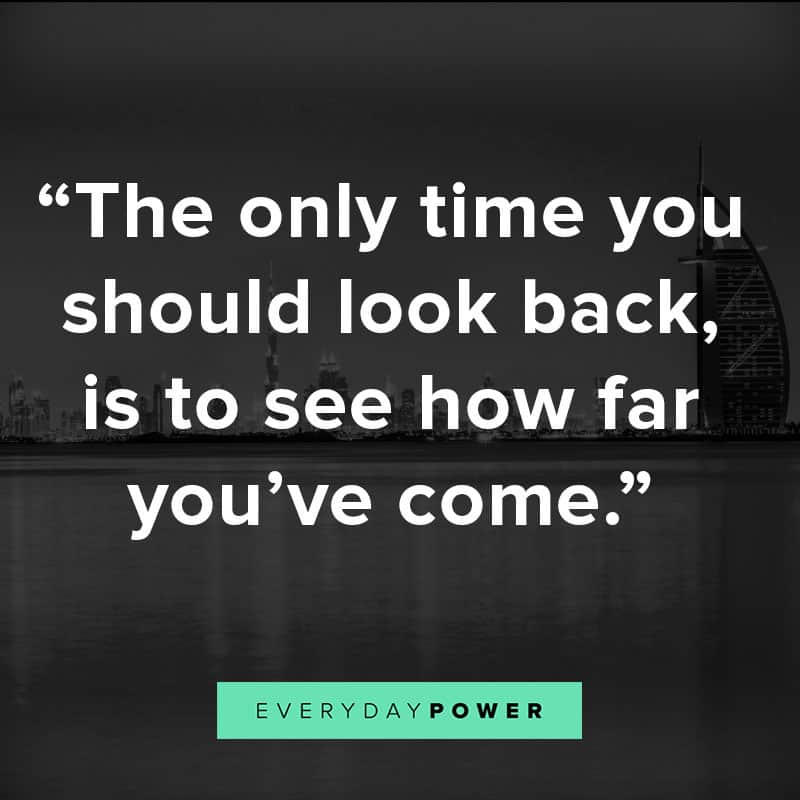 “The only time you
should look back,
is to see how far
you’ve come.”
EVERYDAYPOWER